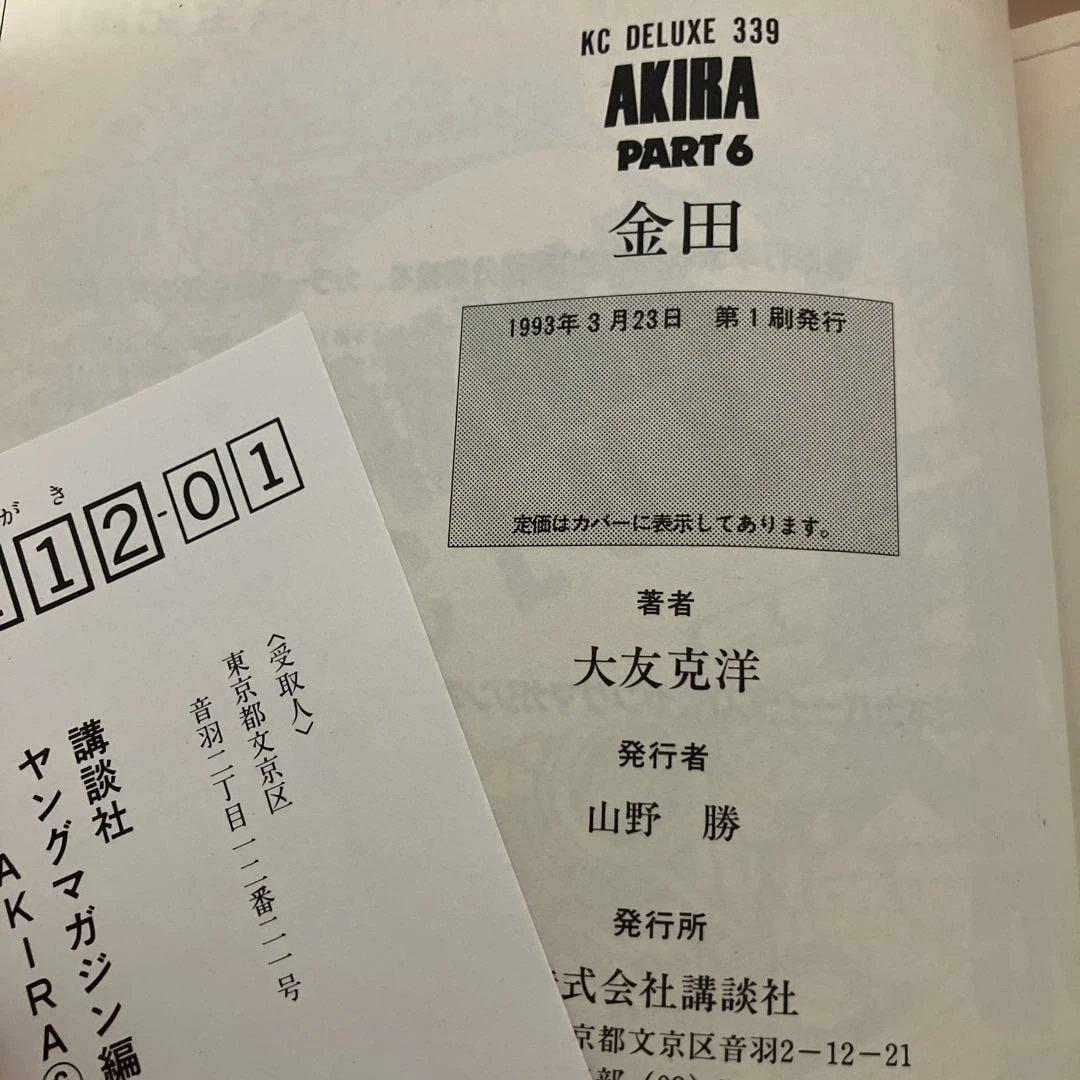 KC DELUXE 339
AKIRA
PART6
金田
1993年3月23日 第1刷発行
定価はカバーに表示してあります。
著者
大友克洋
発行者
山野 勝
発行所
式会社講談社
京都文京区音羽2-12-21
がき
112-01
〈受取人〉
東京都文京区
音羽二丁目一二番二一号
講談社
ヤングマガジン編
AKIRA©